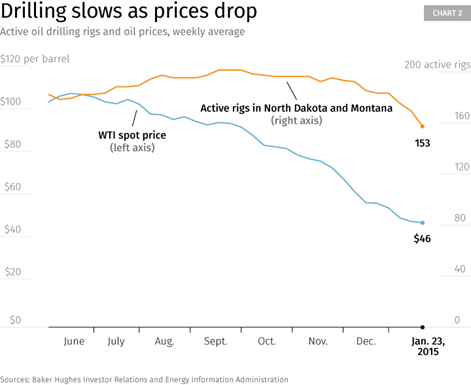 Drilling slows as prices drop
CHART 2
Active oil drilling rigs and oil prices, weekly average
$120 per barrel
200 active rigs
$100
Active rigs in North Dakota and Montana
(right axis)
160
WTI spot price
(left axis)
153
$80
120
$60
80
$40
$46
$20
40
$0
0
June
July
Aug.
Sept.
Oct.
Nov.
Dec.
Jan. 23,
2015
Sources: Baker Hughes Investor Relations and Energy Information Administration